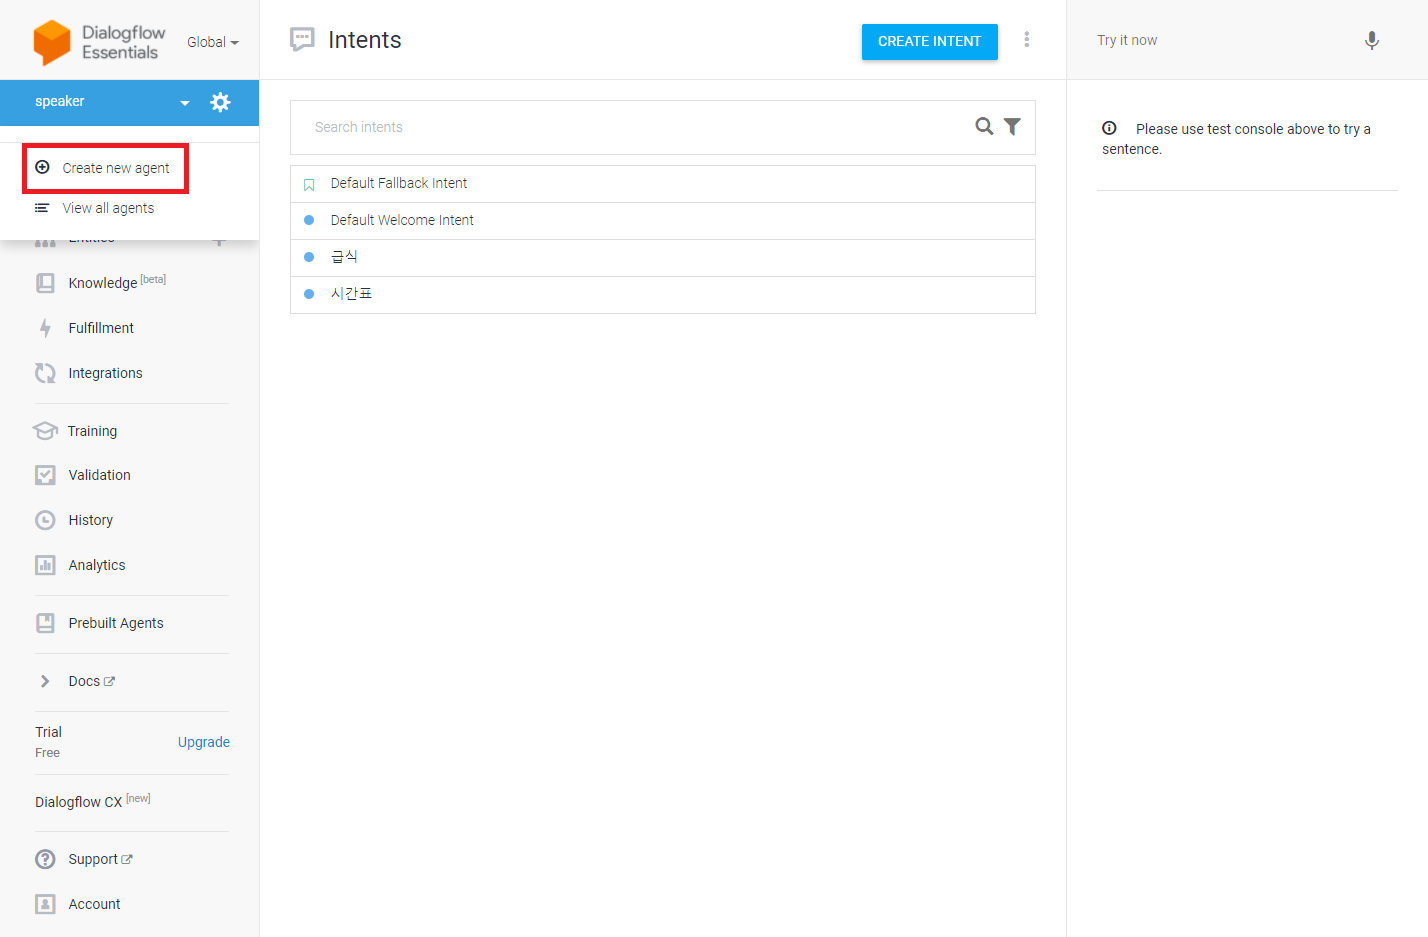 Dialogflow
Essentials
Global
speaker
Create new agent
View all agents
Entities
Knowledge [beta]
Fulfillment
Integrations
Training
Validation
History
Analytics
Prebuilt Agents
Docs
Trial
Free
Upgrade
Dialogflow CX [new]
Support
Account
Intents
CREATE INTENT
Search intents
Default Fallback Intent
Default Welcome Intent
급식
시간표
Try it now
Please use test console above to try a
sentence.